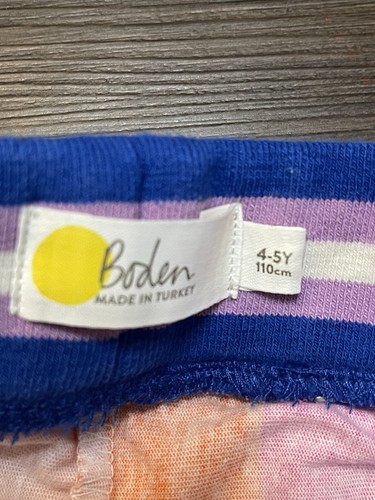 Boden
MADE IN TURKEY
4-5Y
110cm